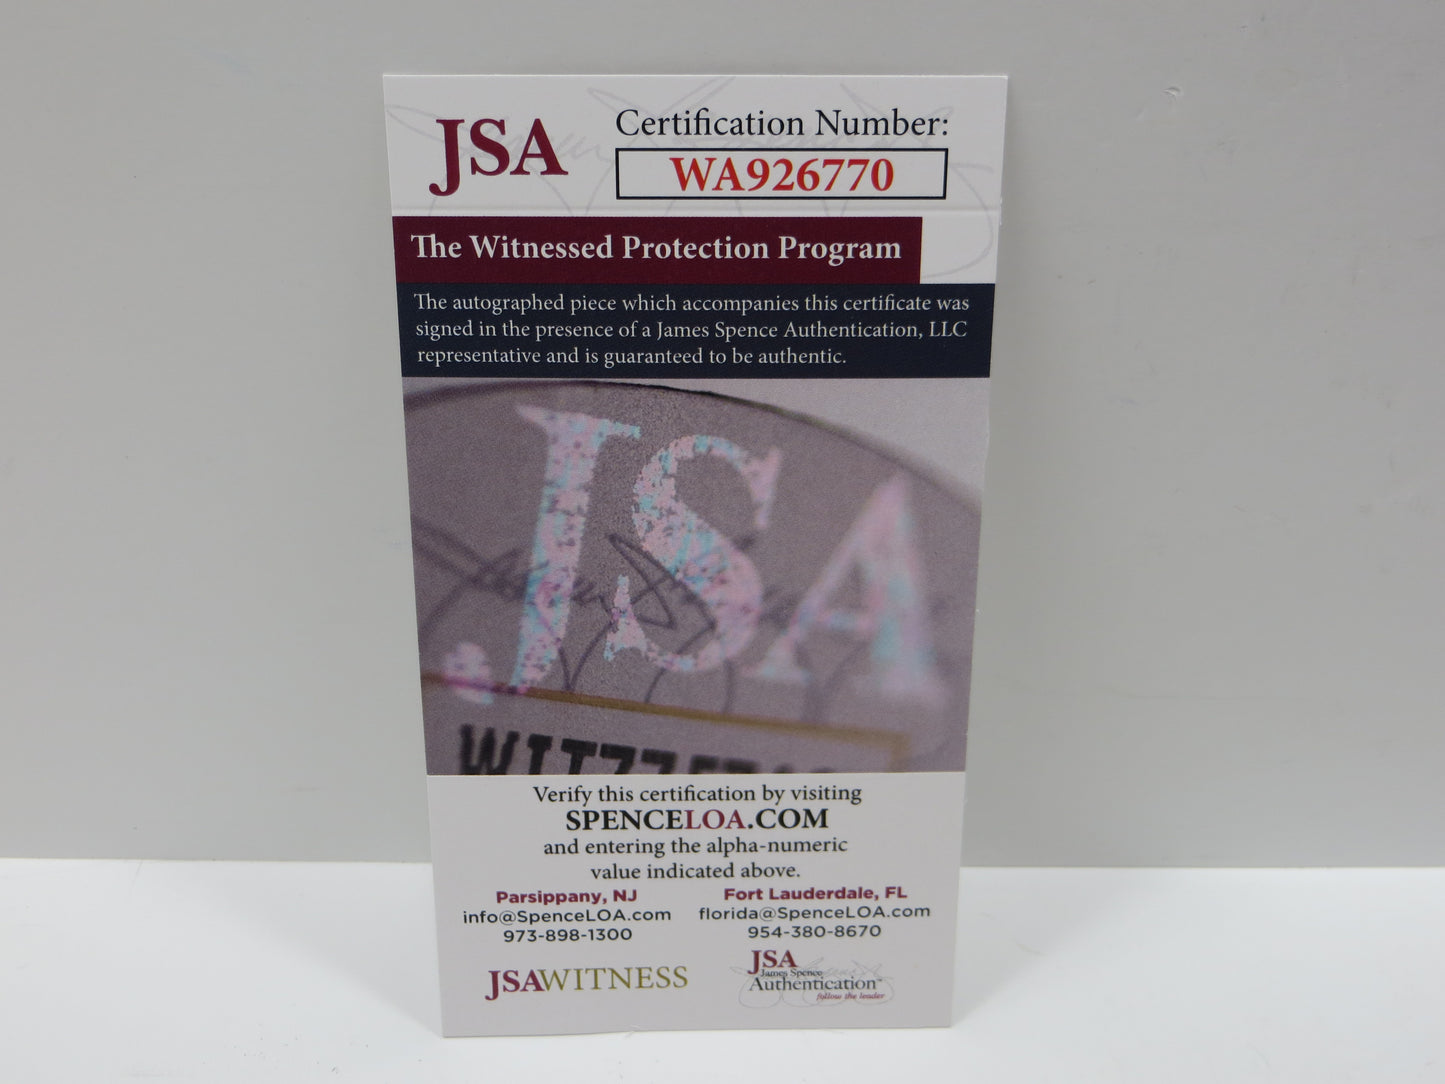 JSA
Certification Number:
WA926770
The Witnessed Protection Program
The autographed piece which accompanies this certificate was
signed in the presence of a James Spence Authentication, LLC
representative and is guaranteed to be authentic.
JSA
Verify this certification by visiting
SPENCELOA.COM
and entering the alpha-numeric
value indicated above.
Parsippany, NJ
info@SpenceLOA.com
973-898-1300
Fort Lauderdale, FL
florida@SpenceLOA.com
954-380-8670
JSAWITNESS
JSA
James Spence
Authentication™
follow the leader